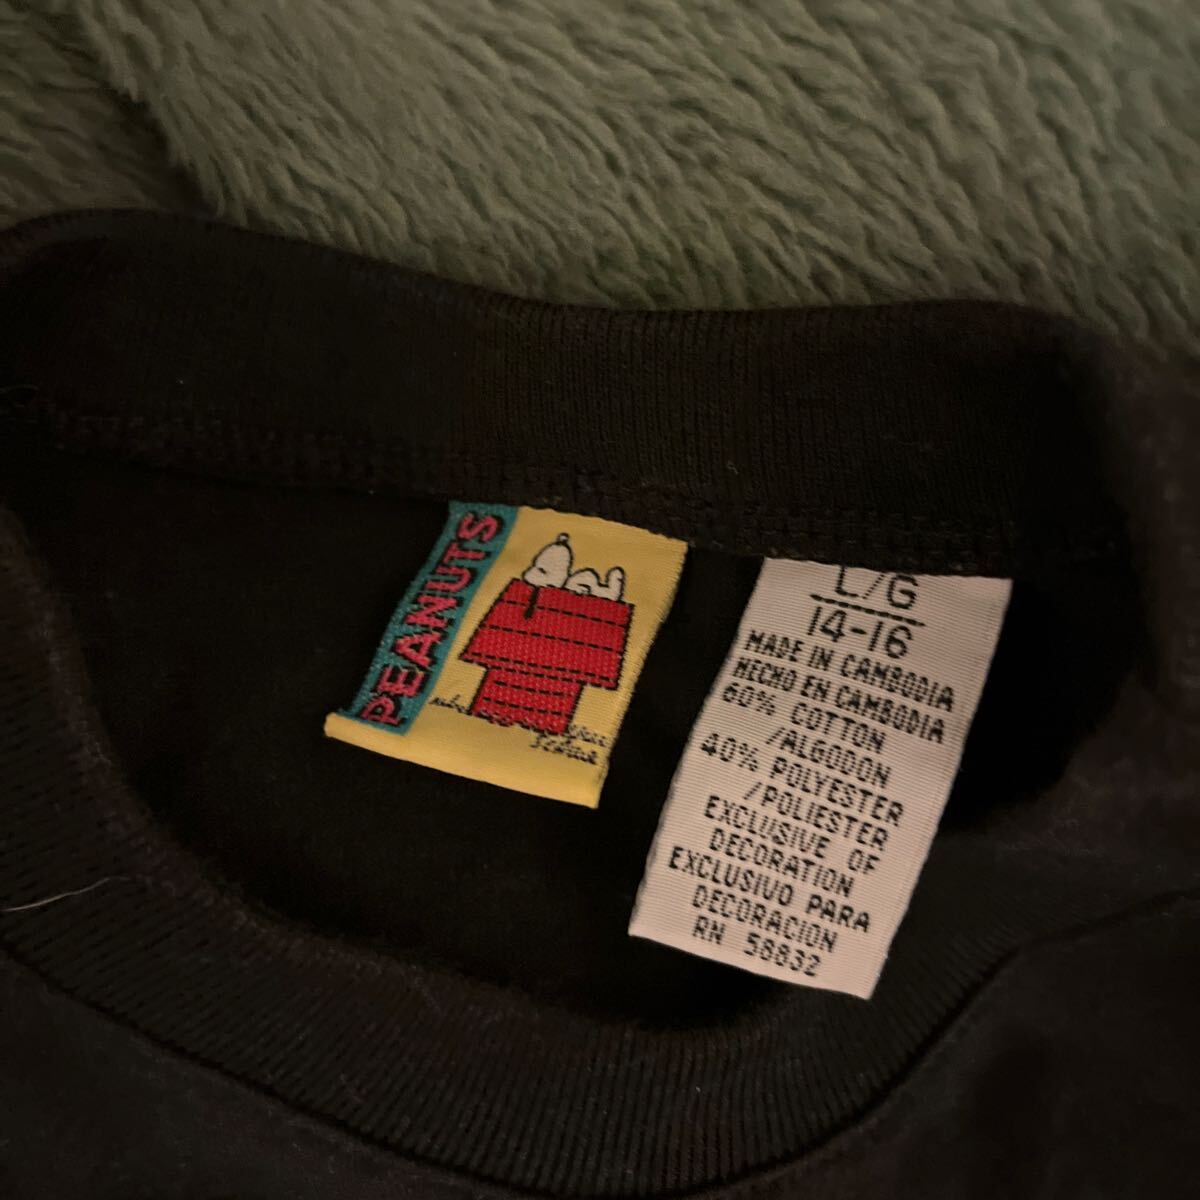 PEANUTS
L/G
14-16
MADE IN CAMBODIA
HECHO EN CAMBODIA
60% COTTON
/ALGODON
40% POLYESTER
/POLIESTER
EXCLUSIVE OF
DECORATION
EXCLUSIVO PARA
DECORACION
RN 58832